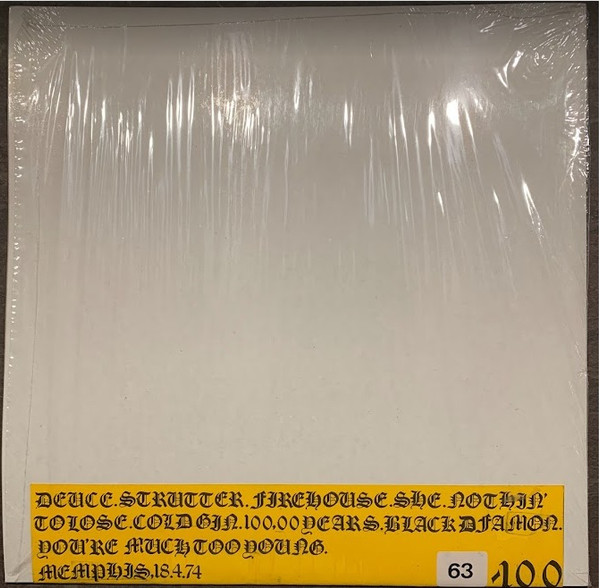 DEUCE.STRUTTER.FIREHOUSE.SHE.NOTHIN'
TO LOSE.COLD GIN.100,00 YEARS.BLACK DFAMON.
YOU'RE MUCH TOO YOUNG.
MEMPHIS,18.4.74
63
-100